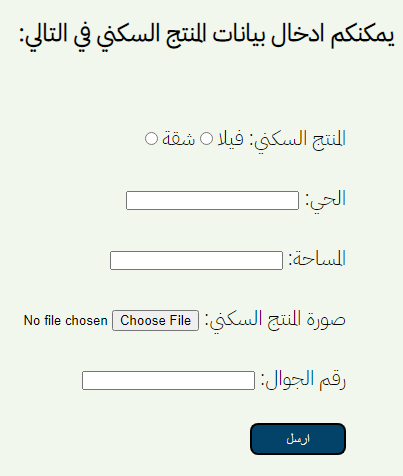 يمكنكم ادخال بيانات المنتج السكني في التالي:
المنتج السكني: فيلا شقة
الحي:
المساحة:
صورة المنتج السكني: Choose File No file chosen
رقم الجوال:
ارسل